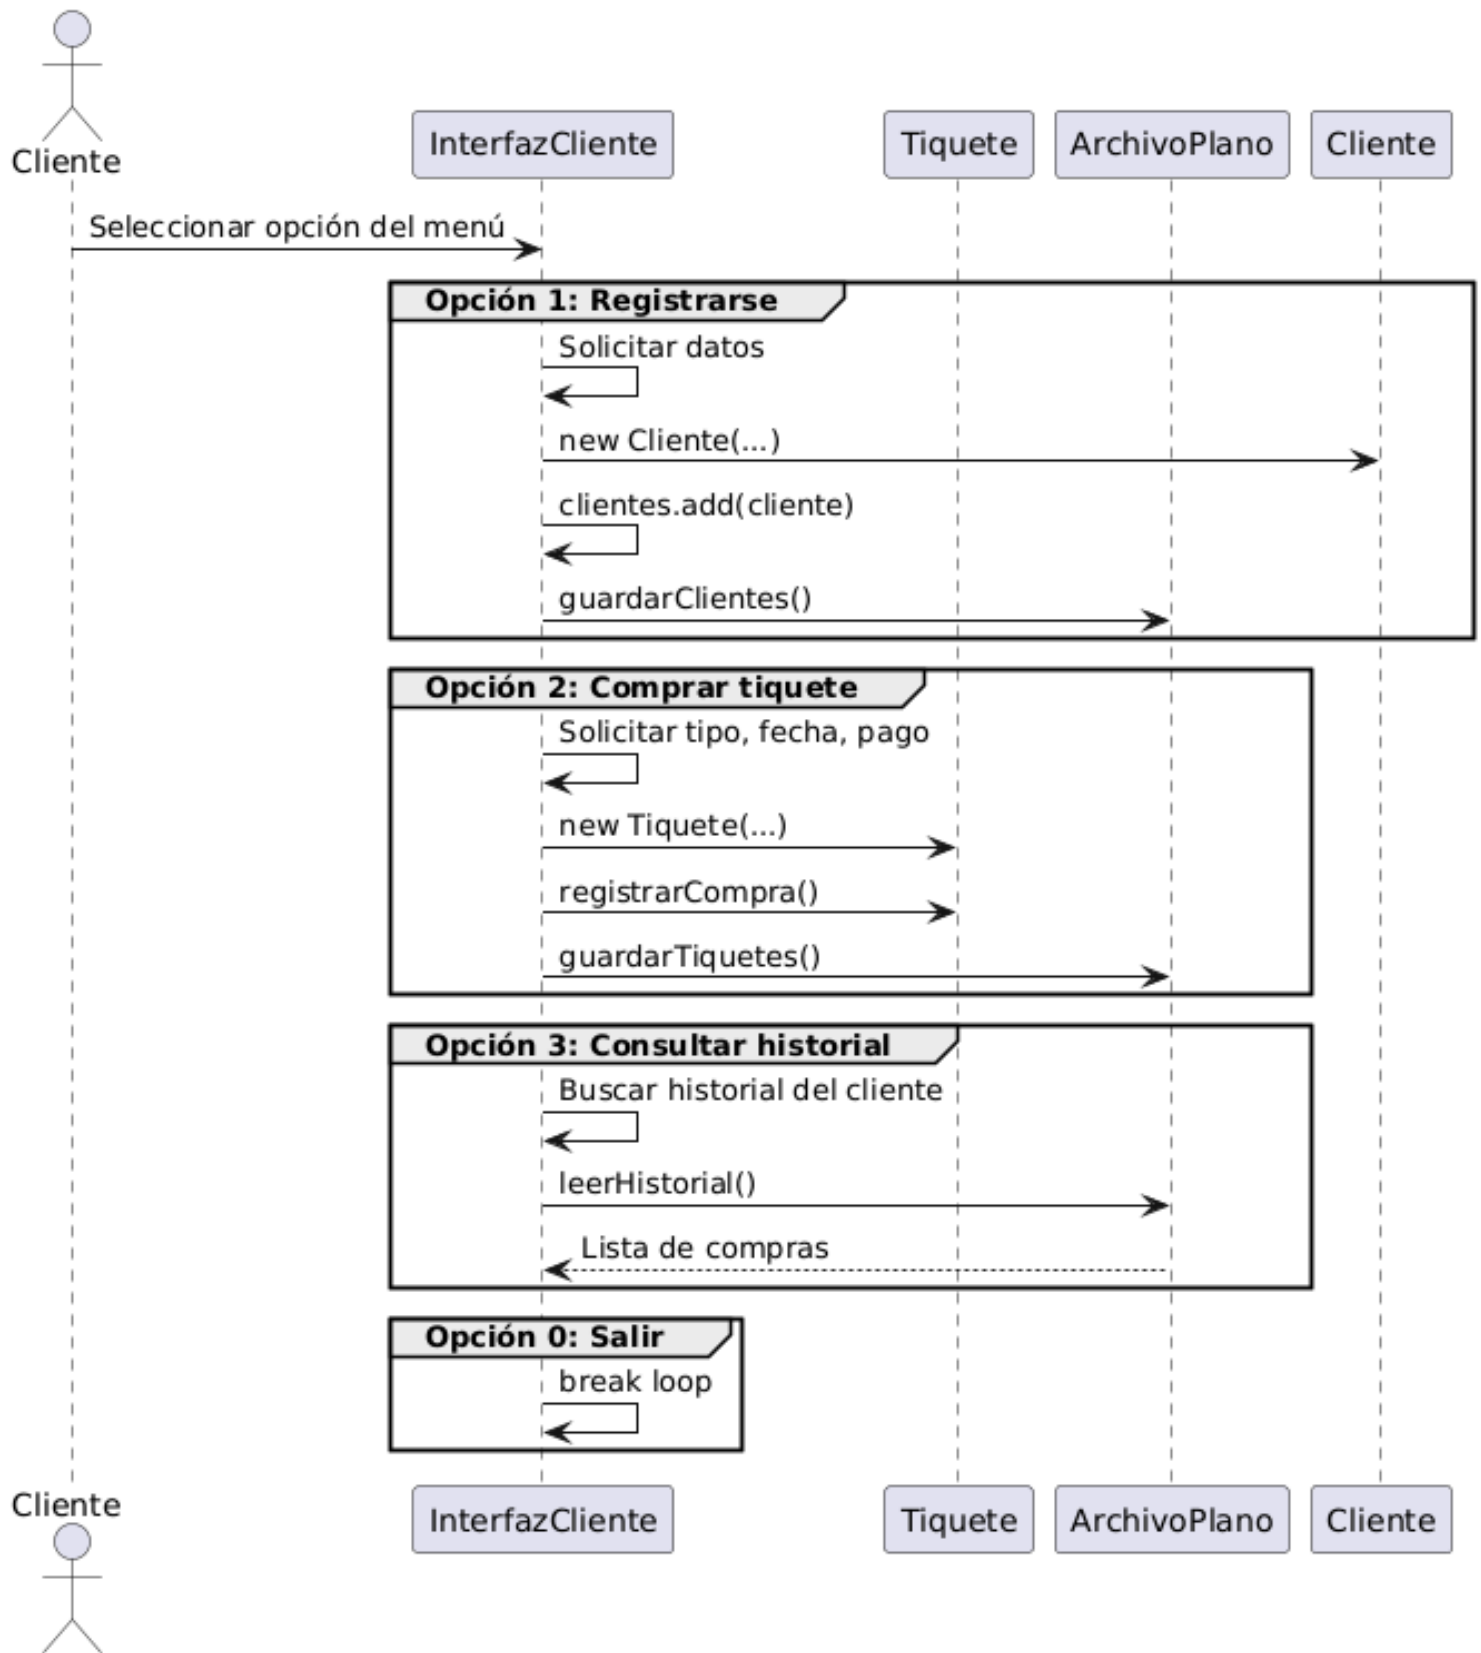 Cliente
InterfazCliente
Tiquete
ArchivoPlano
Cliente
Seleccionar opción del menú
Opción 1: Registrarse
Solicitar datos
new Cliente(...)
clientes.add(cliente)
guardarClientes()
Opción 2: Comprar tiquete
Solicitar tipo, fecha, pago
new Tiquete(...)
registrarCompra()
guardarTiquetes()
Opción 3: Consultar historial
Buscar historial del cliente
leerHistorial()
Lista de compras
Opción 0: Salir
break loop
Cliente
InterfazCliente
Tiquete
ArchivoPlano
Cliente